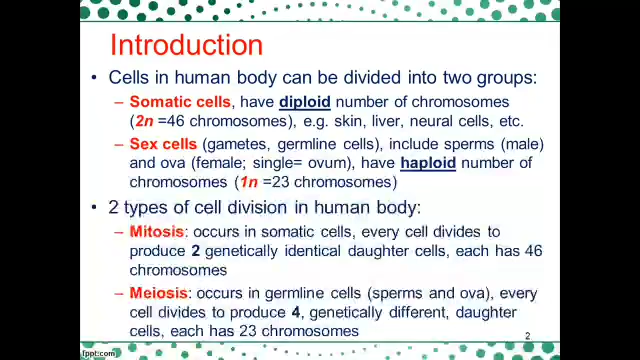 Introduction
• Cells in human body can be divided into two groups:
– Somatic cells, have diploid number of chromosomes
(2n =46 chromosomes), e.g. skin, liver, neural cells, etc.
– Sex cells (gametes, germline cells), include sperms (male)
and ova (female; single= ovum), have haploid number of
chromosomes (1n =23 chromosomes)
• 2 types of cell division in human body:
– Mitosis: occurs in somatic cells, every cell divides to
produce 2 genetically identical daughter cells, each has 46
chromosomes
– Meiosis: occurs in germline cells (sperms and ova), every
cell divides to produce 4, genetically different, daughter
cells, each has 23 chromosomes
2
fppt.com